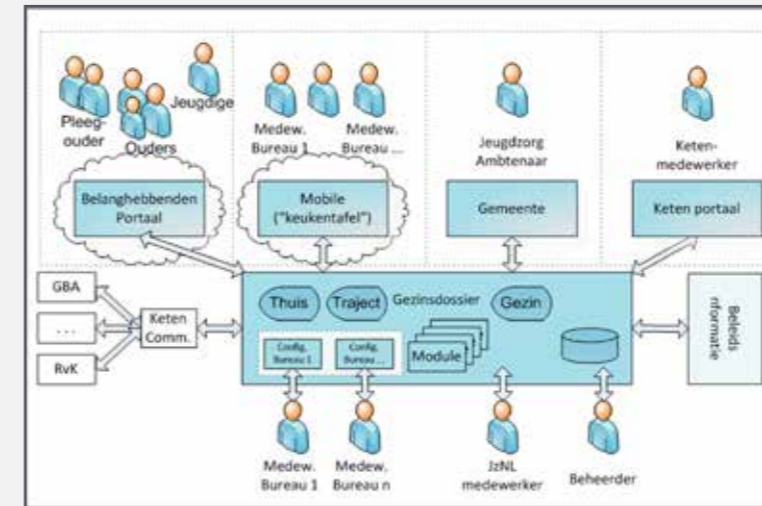 Pleeg-
ouder
Ouders
Jeugdige
Medew.
Bureau 1
Medew.
Bureau ...
Jeugdzorg
Ambtenaar
Keten-
medewerker
Belanghebbenden
Portaal
Mobile
("keukentafel")
Gemeente
Keten portaal
GBA
...
RvK
Keten
Comm.
Thuis
Traject
Gezinsdossier
Gezin
Config.
Bureau 1
Config.
Bureau ...
Module
Beleids
nformatie
Medew.
Bureau 1
Medew.
Bureau n
JzNL
medewerker
Beheerder